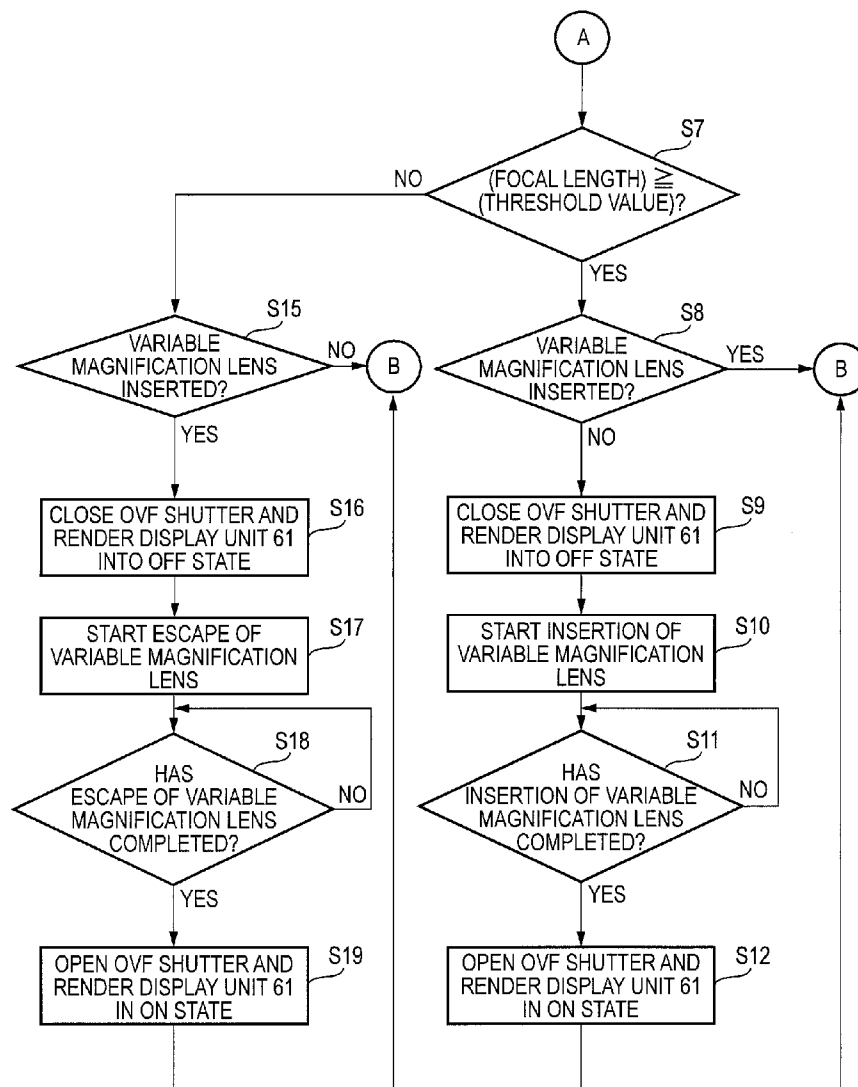 A
S7
(FOCAL LENGTH) ≧
(THRESHOLD VALUE)?
NO
YES
S15
VARIABLE
MAGNIFICATION LENS
INSERTED?
NO
B
YES
S8
VARIABLE
MAGNIFICATION LENS
INSERTED?
YES
B
NO
S16
CLOSE OVF SHUTTER AND
RENDER DISPLAY UNIT 61
INTO OFF STATE
S9
CLOSE OVF SHUTTER AND
RENDER DISPLAY UNIT 61
INTO OFF STATE
S17
START ESCAPE OF
VARIABLE MAGNIFICATION
LENS
S10
START INSERTION OF
VARIABLE MAGNIFICATION
LENS
S18
HAS
ESCAPE OF VARIABLE
MAGNIFICATION LENS
COMPLETED?
NO
YES
S11
HAS
INSERTION OF VARIABLE
MAGNIFICATION LENS
COMPLETED?
NO
YES
S19
OPEN OVF SHUTTER AND
RENDER DISPLAY UNIT 61
IN ON STATE
S12
OPEN OVF SHUTTER AND
RENDER DISPLAY UNIT 61
IN ON STATE